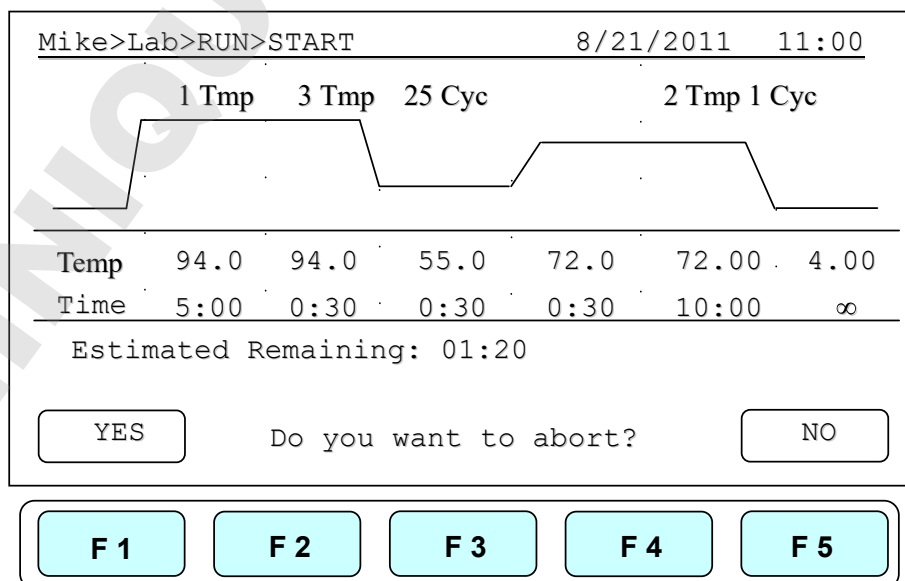 Mike>Lab>RUN>START 8/21/2011 11:00
1 Tmp 3 Tmp 25 Cyc 2 Tmp 1 Cyc
Temp 94.0 94.0 55.0 72.0 72.00 4.00
Time 5:00 0:30 0:30 0:30 10:00 ∞
Estimated Remaining: 01:20
YES Do you want to abort? NO
F 1 F 2 F 3 F 4 F 5